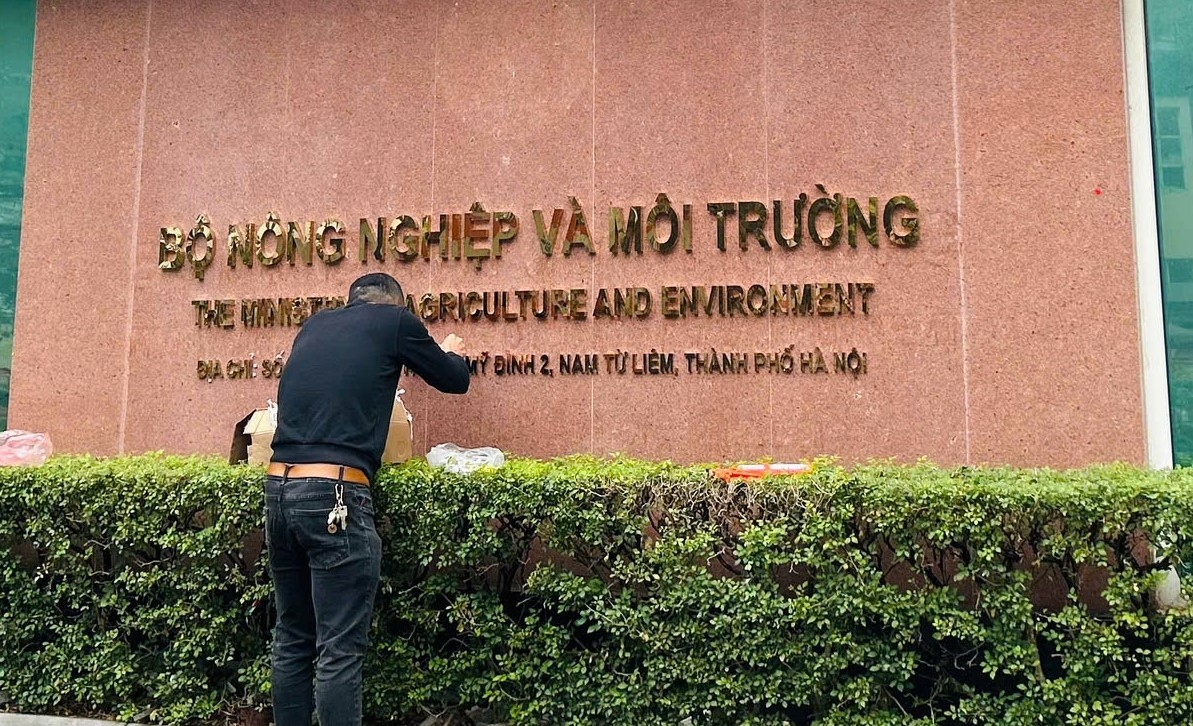 BỘ NÔNG NGHIỆP VÀ MÔI TRƯỜNG
THE AGRICULTURE AND ENVIRONMENT
ĐỊA CHỈ: SỐ MỸ ĐÌNH 2, NAM TỪ LIÊM, THÀNH PHỐ HÀ NỘI